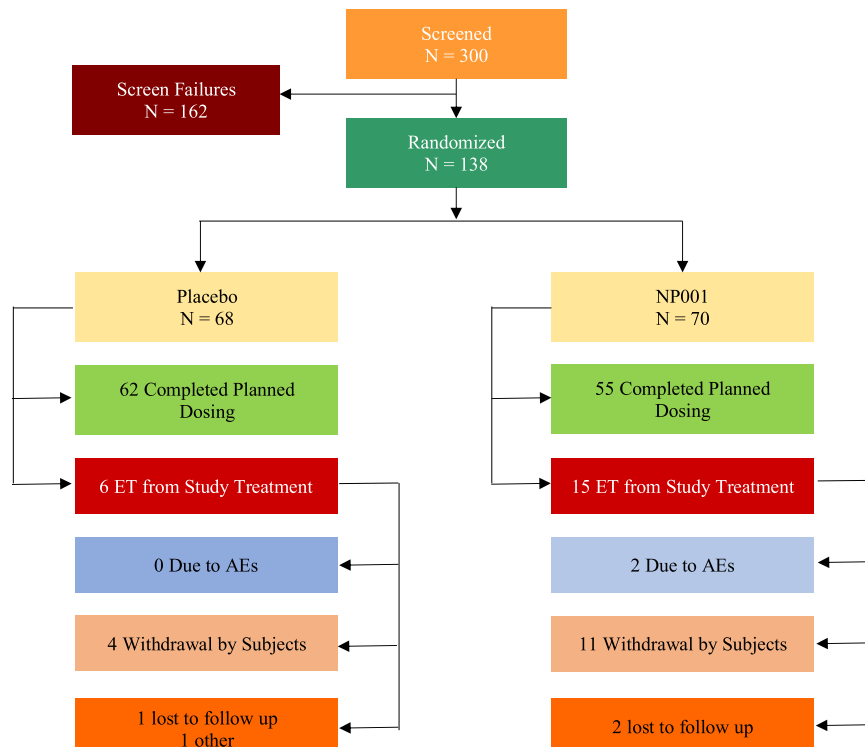 Screened
N = 300
Screen Failures
N = 162
Randomized
N = 138
Placebo
N = 68
NP001
N = 70
62 Completed Planned
Dosing
55 Completed Planned
Dosing
6 ET from Study Treatment
15 ET from Study Treatment
0 Due to AEs
2 Due to AEs
4 Withdrawal by Subjects
11 Withdrawal by Subjects
1 lost to follow up
1 other
2 lost to follow up